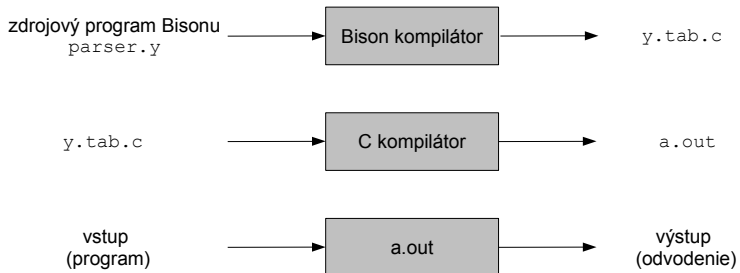 zdrojový program Bisonu
parser.y
Bison kompilátor
y.tab.c
y.tab.c
C kompilátor
a.out
vstup
(program)
a.out
výstup
(odvodenie)